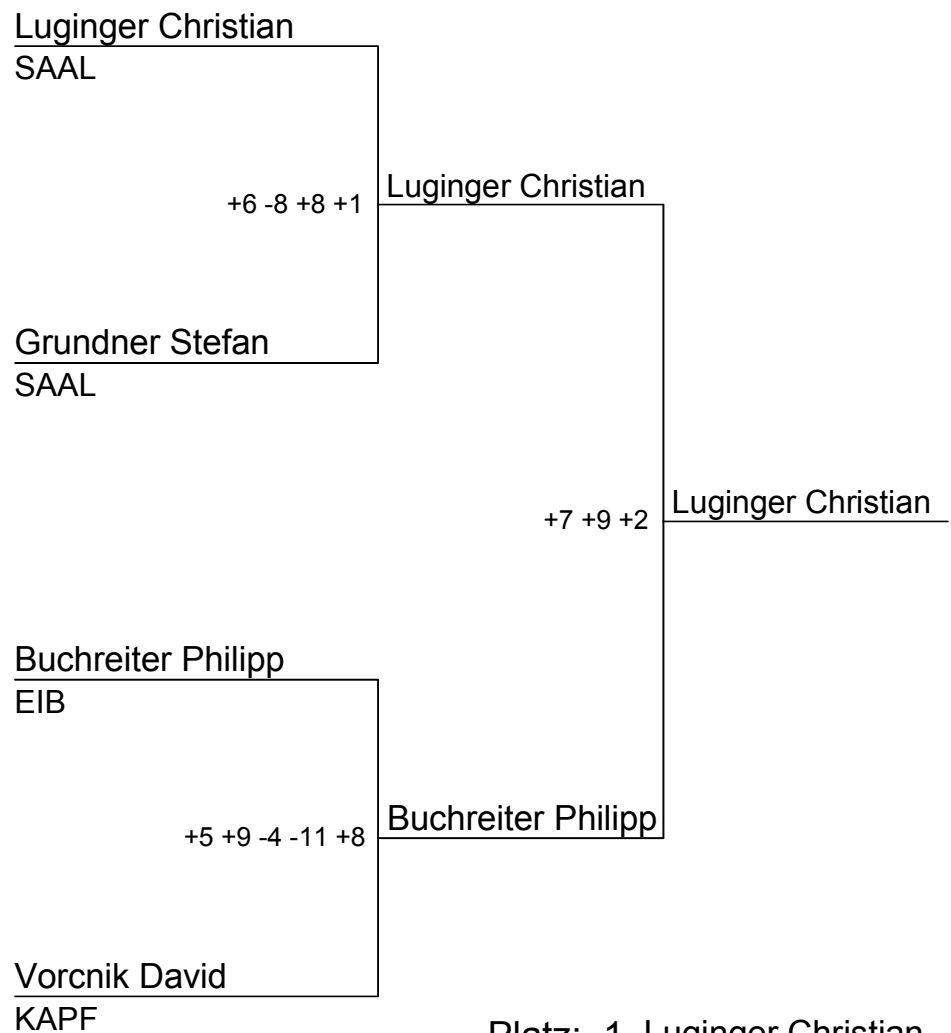 Luginger Christian
SAAL
+6 -8 +8 +1
Luginger Christian
Grundner Stefan
SAAL
+7 +9 +2
Luginger Christian
Buchreiter Philipp
EIB
+5 +9 -4 -11 +8
Buchreiter Philipp
Vorcnik David
KAPF
Platz: 1. Luginger Christian